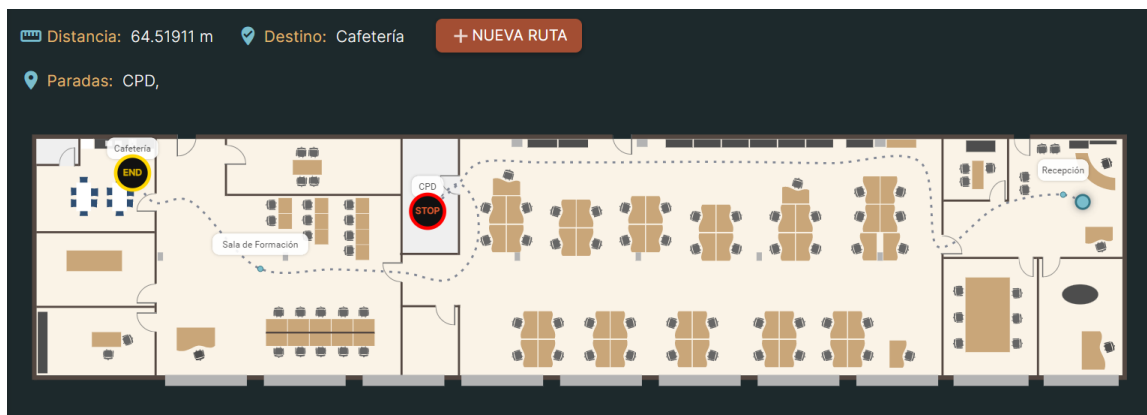 Distancia: 64.51911 m Destino: Cafetería + NUEVA RUTA
Paradas: CPD,
Cafetería
END
CPD
STOP
Recepción
Sala de Formación